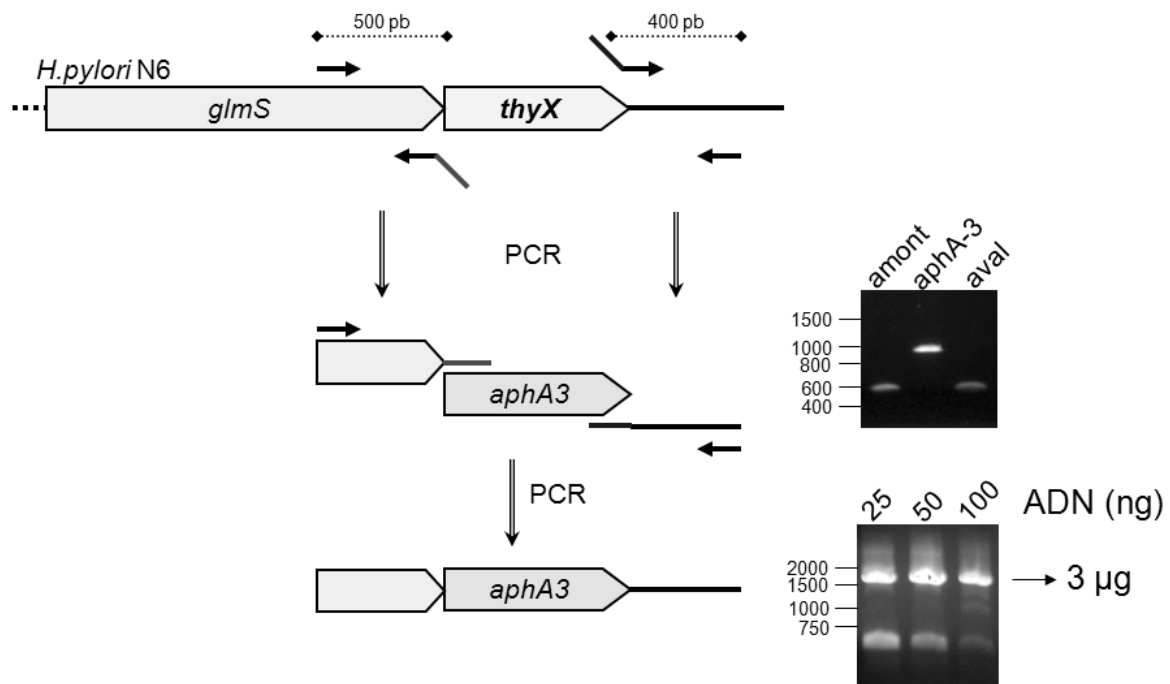 500 pb
400 pb
H.pylori N6
glmS
thyX
PCR
amont
aphA-3
aval
1500
1000
800
600
400
aphA3
PCR
25
50
100
ADN (ng)
2000
1500
1000
750
3 µg
aphA3